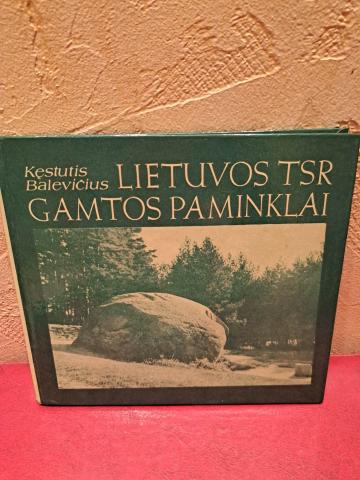 Kęstutis
Balevičius
LIETUVOS TSR
GAMTOS PAMINKLAI